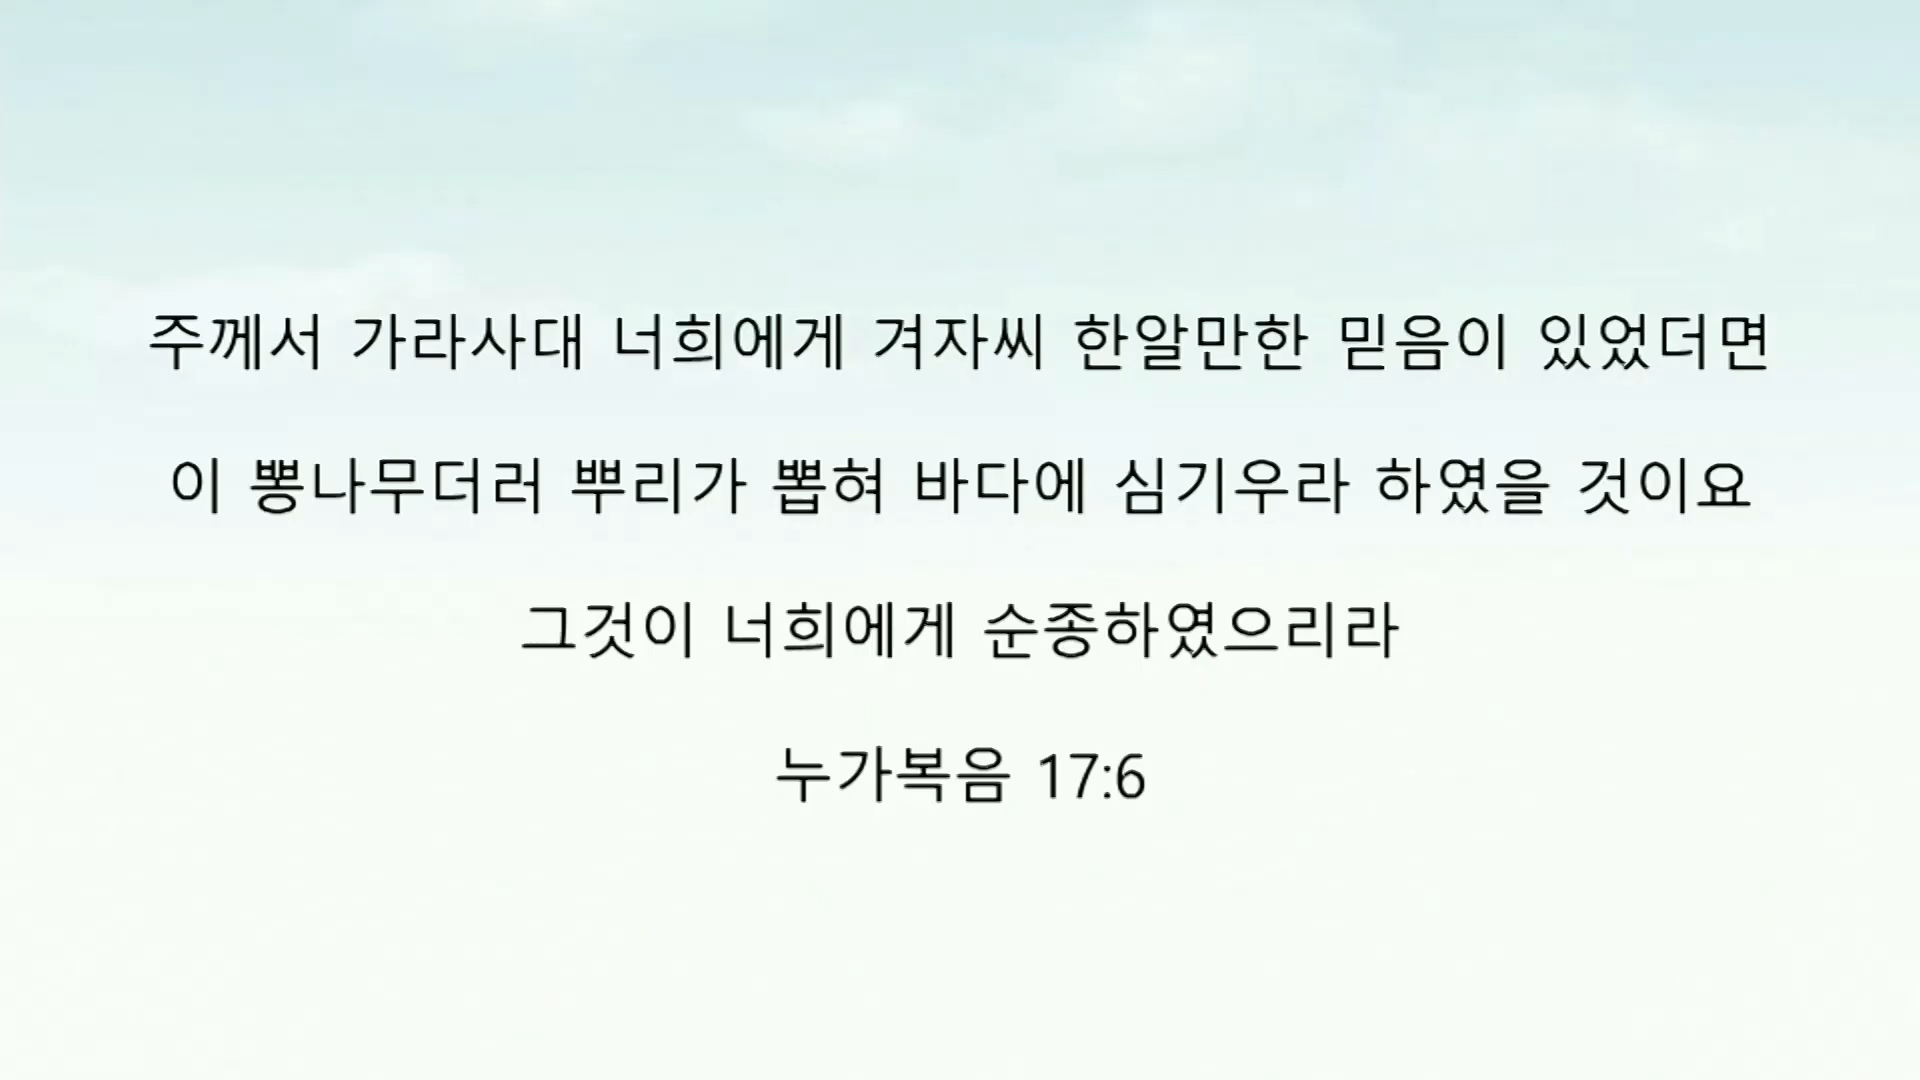 주께서 가라사대 너희에게 겨자씨 한알만한 믿음이 있었더면
이 뽕나무더러 뿌리가 뽑혀 바다에 심기우라 하였을 것이요
그것이 너희에게 순종하였으리라
누가복음 17:6